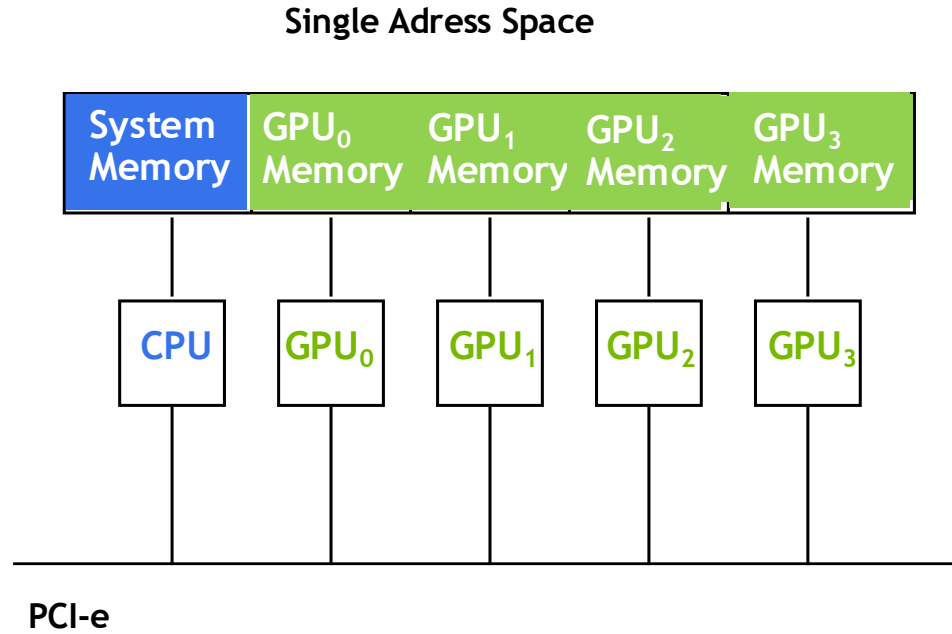 Single Adress Space
System Memory
GPU₀ Memory
GPU₁ Memory
GPU₂ Memory
GPU₃ Memory
CPU
GPU₀
GPU₁
GPU₂
GPU₃
PCI-e